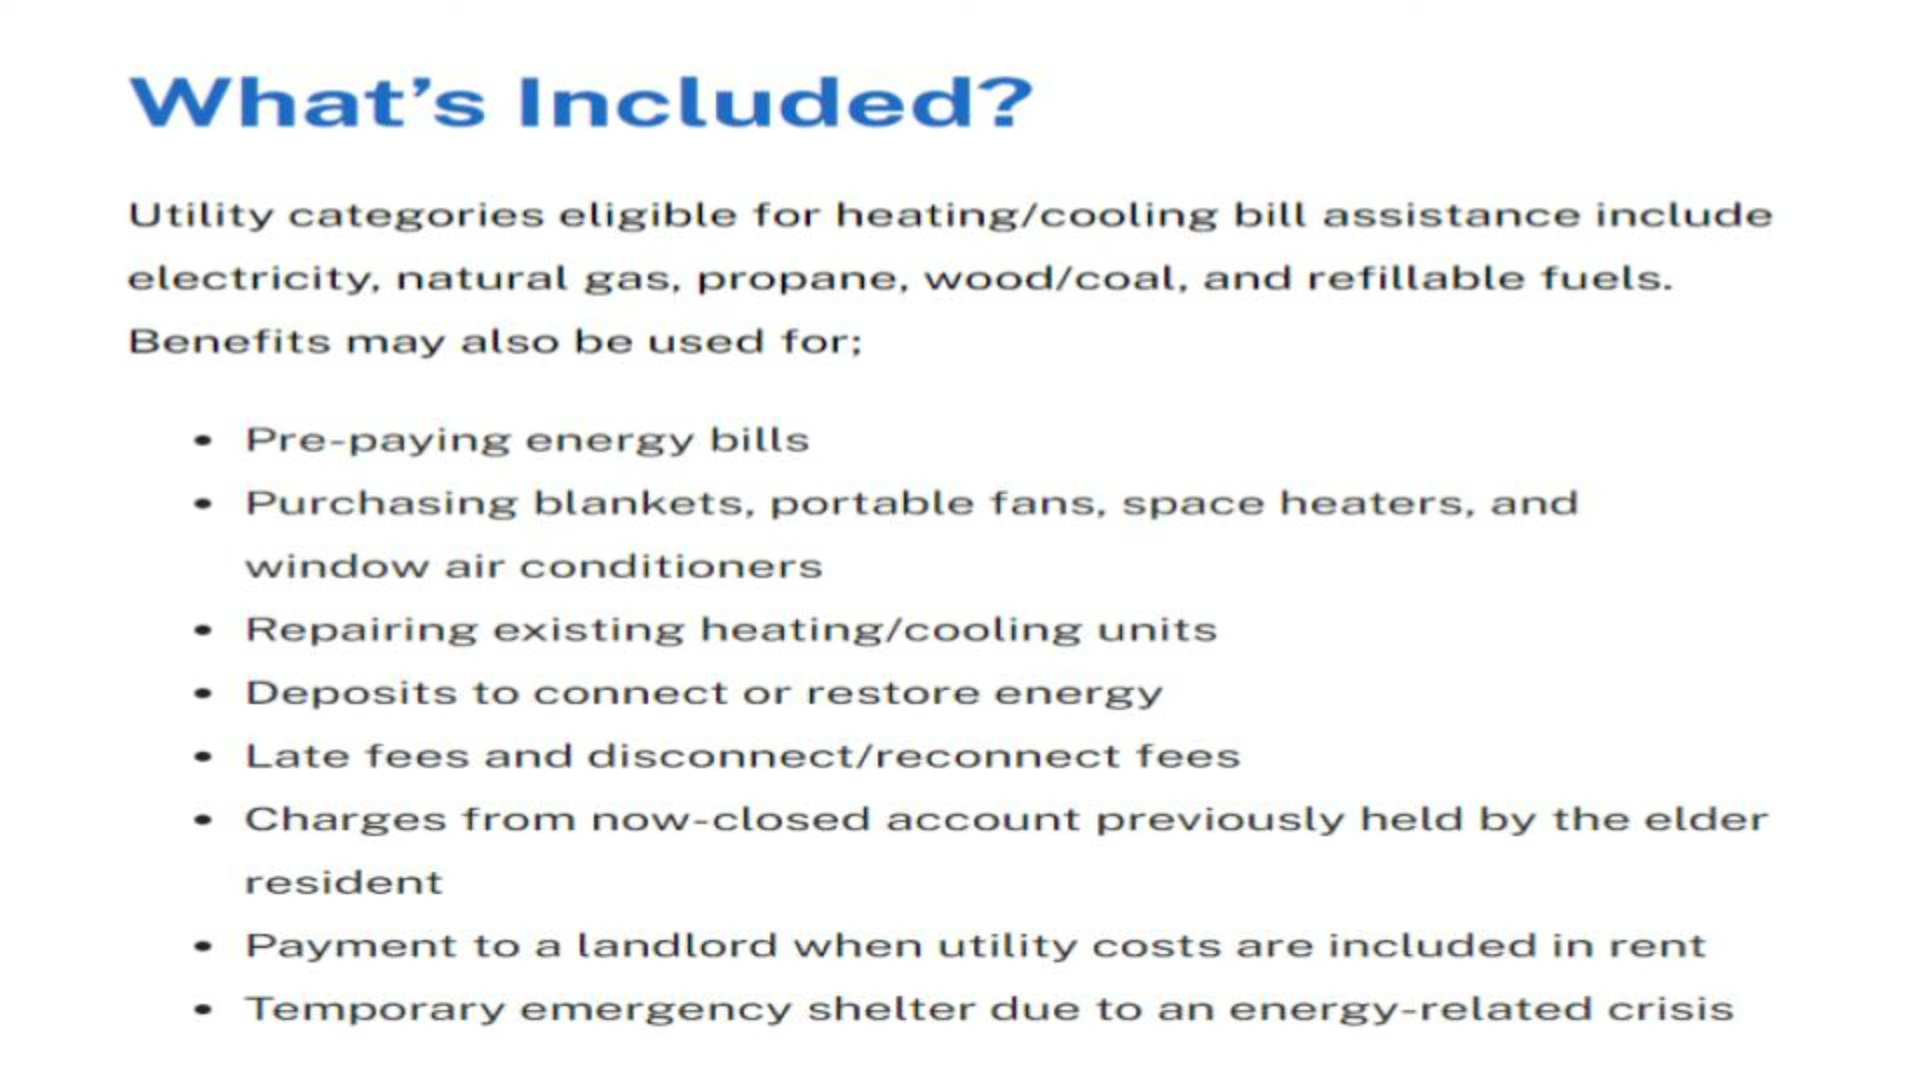 What's Included?
Utility categories eligible for heating/cooling bill assistance include
electricity, natural gas, propane, wood/coal, and refillable fuels.
Benefits may also be used for;
• Pre-paying energy bills
• Purchasing blankets, portable fans, space heaters, and
window air conditioners
• Repairing existing heating/cooling units
• Deposits to connect or restore energy
• Late fees and disconnect/reconnect fees
• Charges from now-closed account previously held by the elder
resident
• Payment to a landlord when utility costs are included in rent
• Temporary emergency shelter due to an energy-related crisis